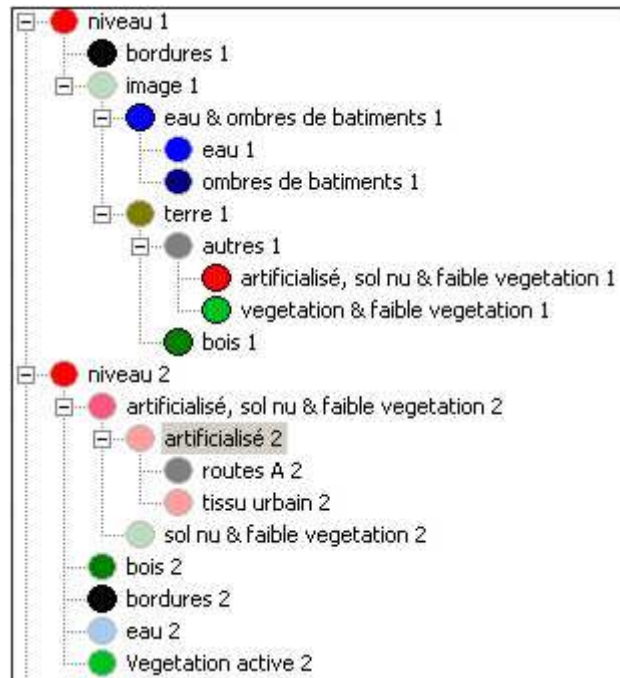 niveau 1
bordures 1
image 1
eau & ombres de batiments 1
eau 1
ombres de batiments 1
terre 1
autres 1
artificialisé, sol nu & faible vegetation 1
vegetation & faible vegetation 1
bois 1
niveau 2
artificialisé, sol nu & faible vegetation 2
artificialisé 2
routes A 2
tissu urbain 2
sol nu & faible vegetation 2
bois 2
bordures 2
eau 2
Vegetation active 2